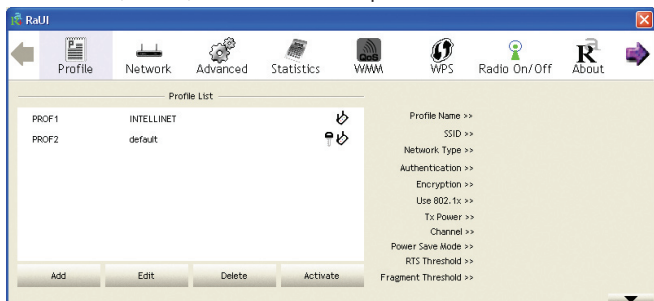 RaUI
Profile Network Advanced Statistics QoS WMM WPS Radio On/Off About
Profile List
PROF1 INTELLINET
PROF2 default
Add Edit Delete Activate
Profile Name >>
SSID >>
Network Type >>
Authentication >>
Encryption >>
Use 802.1x >>
Tx Power >>
Channel >>
Power Save Mode >>
RTS Threshold >>
Fragment Threshold >>